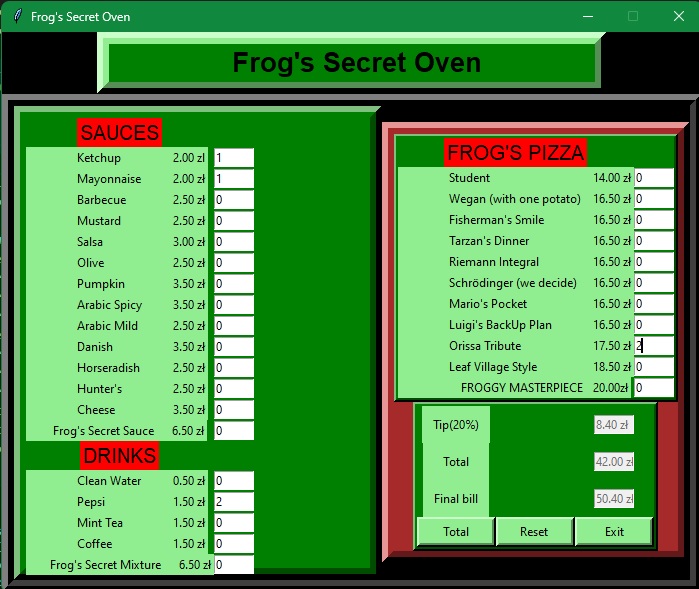 Frog's Secret Oven
Frog's Secret Oven
SAUCES
Ketchup 2.00 zł 1
Mayonnaise 2.00 zł 1
Barbecue 2.50 zł 0
Mustard 2.50 zł 0
Salsa 3.00 zł 0
Olive 2.50 zł 0
Pumpkin 3.50 zł 0
Arabic Spicy 3.50 zł 0
Arabic Mild 2.50 zł 0
Danish 3.50 zł 0
Horseradish 2.50 zł 0
Hunter's 2.50 zł 0
Cheese 3.50 zł 0
Frog's Secret Sauce 6.50 zł 0
DRINKS
Clean Water 0.50 zł 0
Pepsi 1.50 zł 2
Mint Tea 1.50 zł 0
Coffee 1.50 zł 0
Frog's Secret Mixture 6.50 zł 0
FROG'S PIZZA
Student 14.00 zł 0
Wegan (with one potato) 16.50 zł 0
Fisherman's Smile 16.50 zł 0
Tarzan's Dinner 16.50 zł 0
Riemann Integral 16.50 zł 0
Schrödinger (we decide) 16.50 zł 0
Mario's Pocket 16.50 zł 0
Luigi's BackUp Plan 16.50 zł 0
Orissa Tribute 17.50 zł 2
Leaf Village Style 18.50 zł 0
FROGGY MASTERPIECE 20.00zł 0
Tip(20%) 8.40 zł
Total 42.00 zł
Final bill 50.40 zł
Total Reset Exit